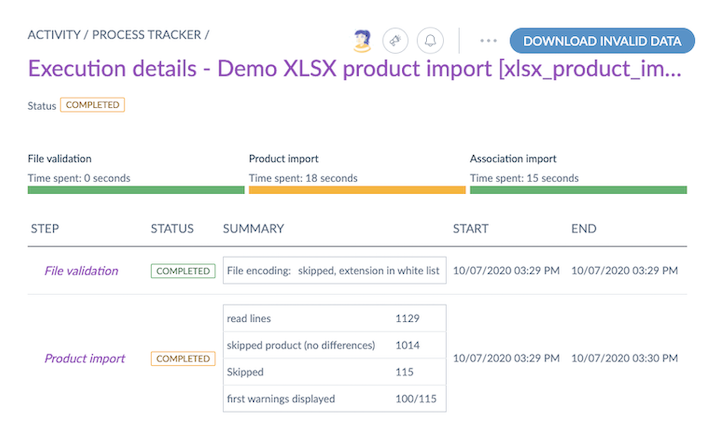 ACTIVITY / PROCESS TRACKER /
DOWNLOAD INVALID DATA
Execution details - Demo XLSX product import [xlsx_product_im...
Status COMPLETED
File validation Product import Association import
Time spent: 0 seconds Time spent: 18 seconds Time spent: 15 seconds
STEP STATUS SUMMARY START END
File validation COMPLETED File encoding: skipped, extension in white list 10/07/2020 03:29 PM 10/07/2020 03:29 PM
read lines 1129
skipped product (no differences) 1014
Product import COMPLETED 10/07/2020 03:29 PM 10/07/2020 03:30 PM
Skipped 115
first warnings displayed 100/115